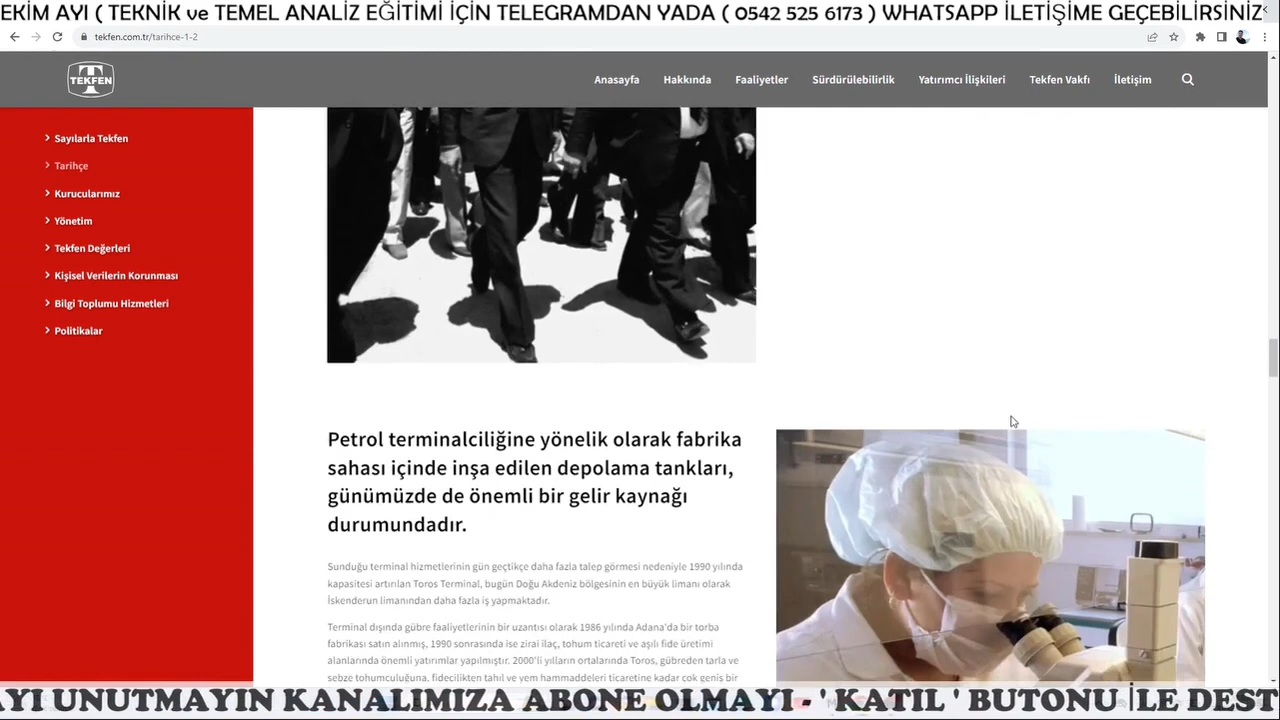 EKİM AYI ( TEKNİK ve TEMEL ANALİZ EĞİTİMİ İÇİN TELEGRAMDAN YADA ( 0542 525 6173 ) WHATSAPP İLETİŞİME GEÇEBİLİRSİNİZ
tekfen.com.tr/tarihce-1-2
T
TEKFEN
Anasayfa Hakkında Faaliyetler Sürdürülebilirlik Yatırımcı İlişkileri Tekfen Vakfı İletişim
Sayılarla Tekfen
Tarihçe
Kurucularımız
Yönetim
Tekfen Değerleri
Kişisel Verilerin Korunması
Bilgi Toplumu Hizmetleri
Politikalar
Petrol terminalciliğine yönelik olarak fabrika
sahası içinde inşa edilen depolama tankları,
günümüzde de önemli bir gelir kaynağı
durumundadır.
Sunduğu terminal hizmetlerinin gün geçtikçe daha fazla talep görmesi nedeniyle 1990 yılında
kapasitesi artırılan Toros Terminal, bugün Doğu Akdeniz bölgesinin en büyük limanı olarak
İskenderun limanından daha fazla iş yapmaktadır.
Terminal dışında gübre faaliyetlerinin bir uzantısı olarak 1986 yılında Adana'da bir torba
fabrikası satın alınmış, 1990 sonrasında ise zirai ilaç, tohum ticareti ve aşılı fide üretimi
alanlarında önemli yatırımlar yapılmıştır. 2000'li yılların ortalarında Toros, gübreden tarla ve
sebze tohumculuğuna, fidecilikten tahıl ve yem hammaddeleri ticaretine kadar çok geniş bir
AYI UNUTMAYIN KANALIMIZA ABONE OLMAYI - ' KATIL ' BUTONU İLE DEST